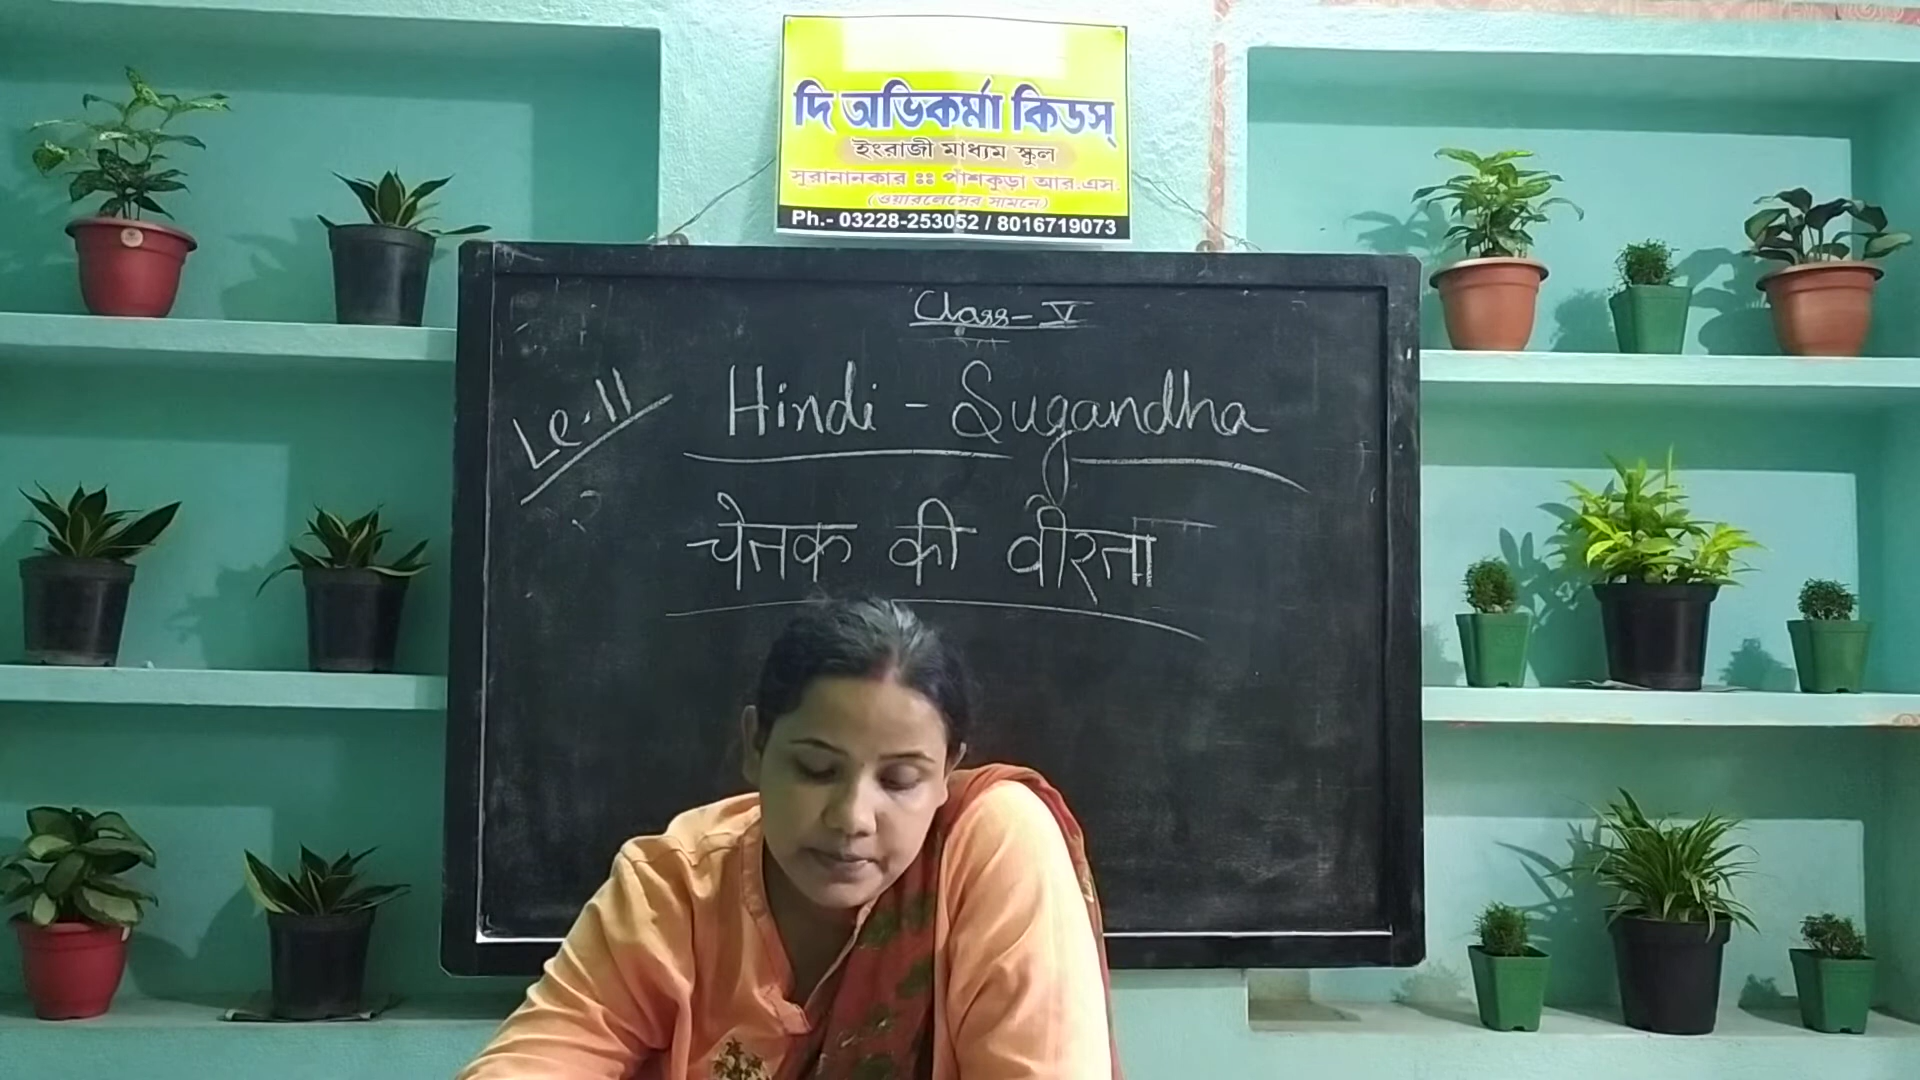 দি অভিকর্মা কিডস্
ইংরাজী মাধ্যম স্কুল
সুরানানকার ঃঃ পাঁশকুড়া আর.এস.
(ওয়ারলেসের সামনে)
Ph.- 03228-253052 / 8016719073
Class - V
Le-11
Hindi - Sugandha
चेतक की वीरता